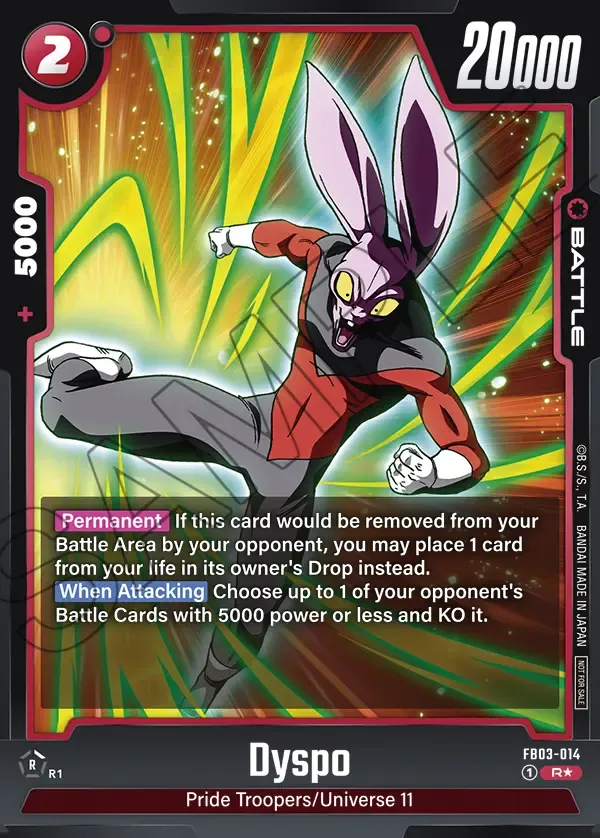 2
20000
+ 5000
BATTLE
SAMPLE
Permanent If this card would be removed from your
Battle Area by your opponent, you may place 1 card
from your life in its owner's Drop instead.
When Attacking Choose up to 1 of your opponent's
Battle Cards with 5000 power or less and KO it.
©B.S./S., T.A. BANDAI MADE IN JAPAN
NOT FOR SALE
Dyspo
FB03-014
R R1
1 R★
Pride Troopers/Universe 11